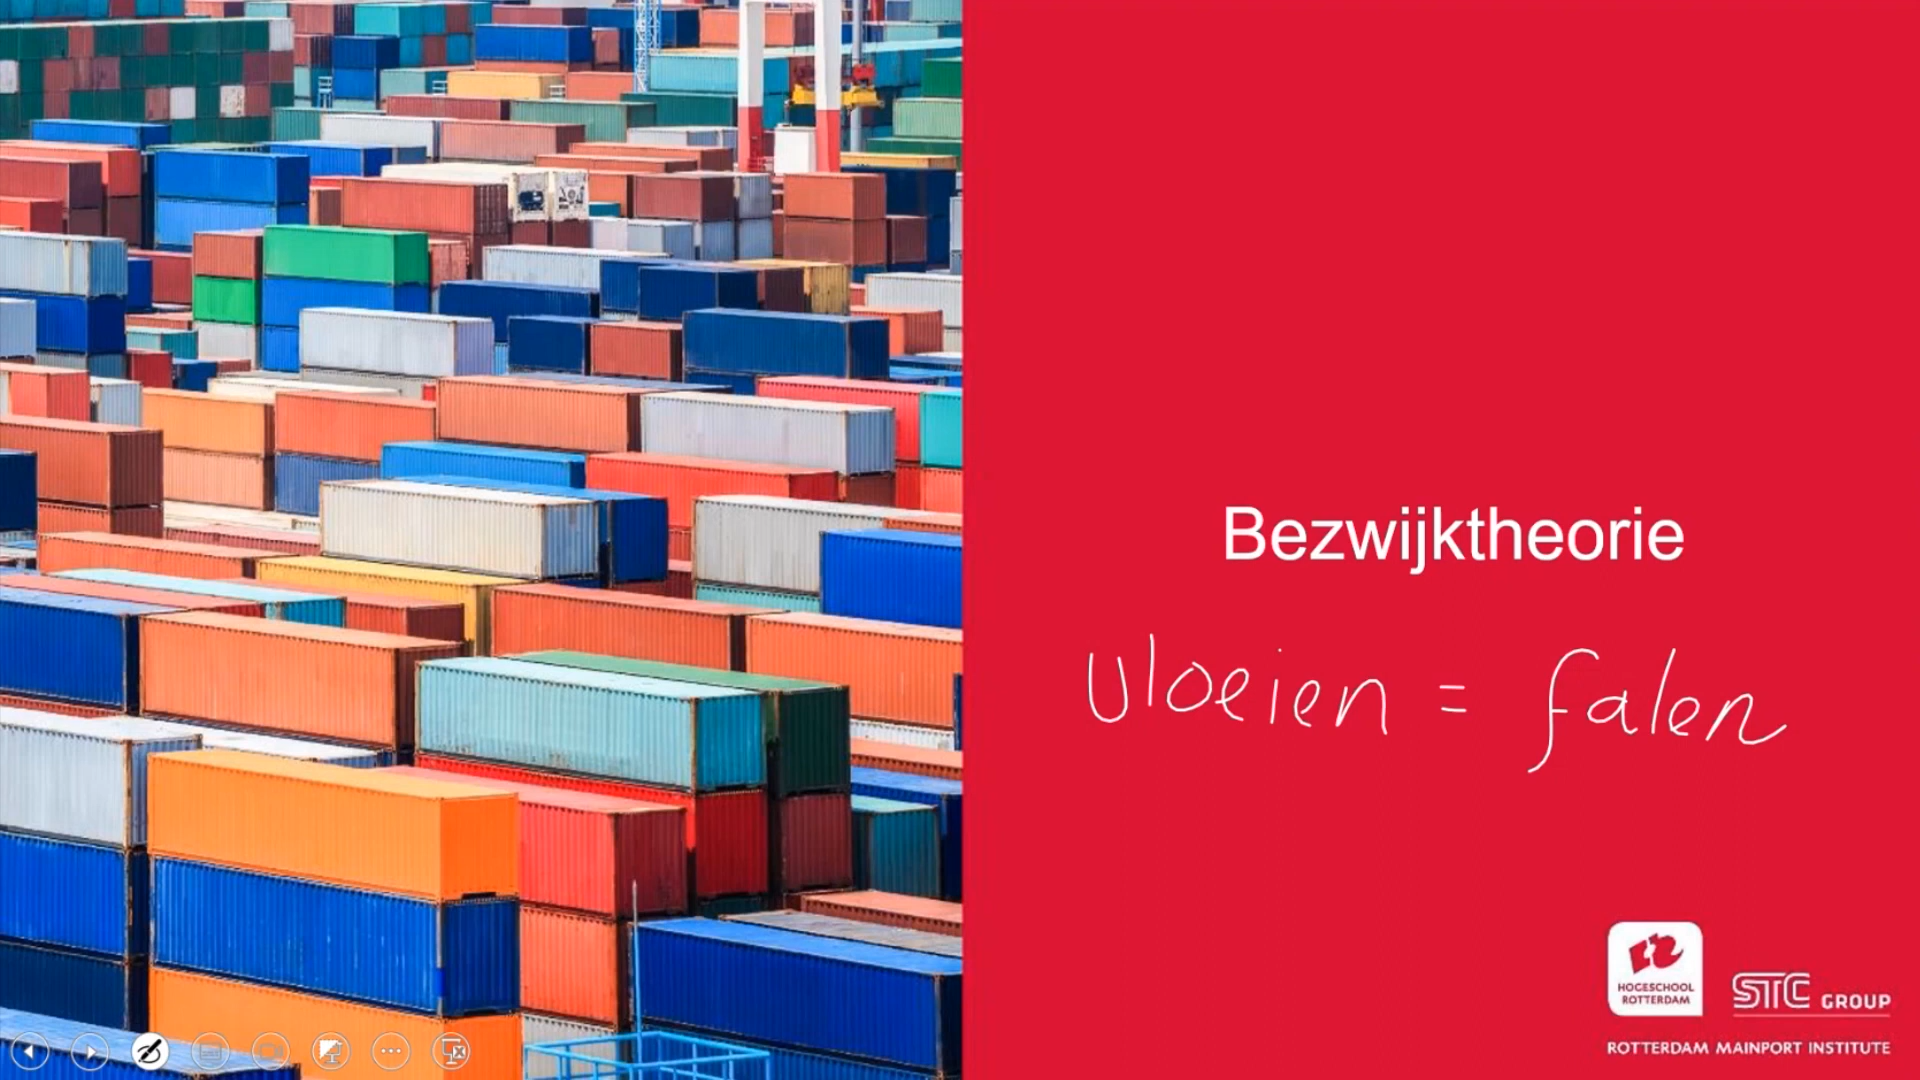 Bezwijktheorie
vloeien = falen
HOGESCHOOL
ROTTERDAM
STC GROUP
ROTTERDAM MAINPORT INSTITUTE